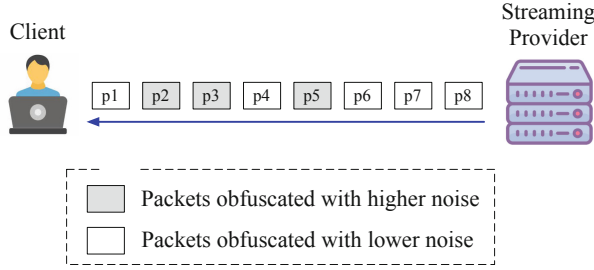 Client
Streaming
Provider
p1 p2 p3 p4 p5 p6 p7 p8
Packets obfuscated with higher noise
Packets obfuscated with lower noise